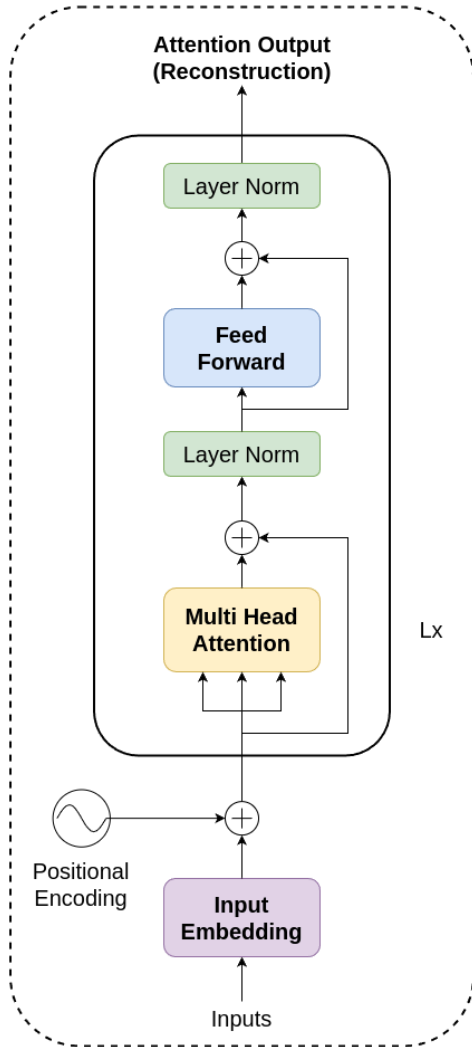 Attention Output
(Reconstruction)
Layer Norm
Feed
Forward
Layer Norm
Multi Head
Attention
Lx
Positional
Encoding
Input
Embedding
Inputs